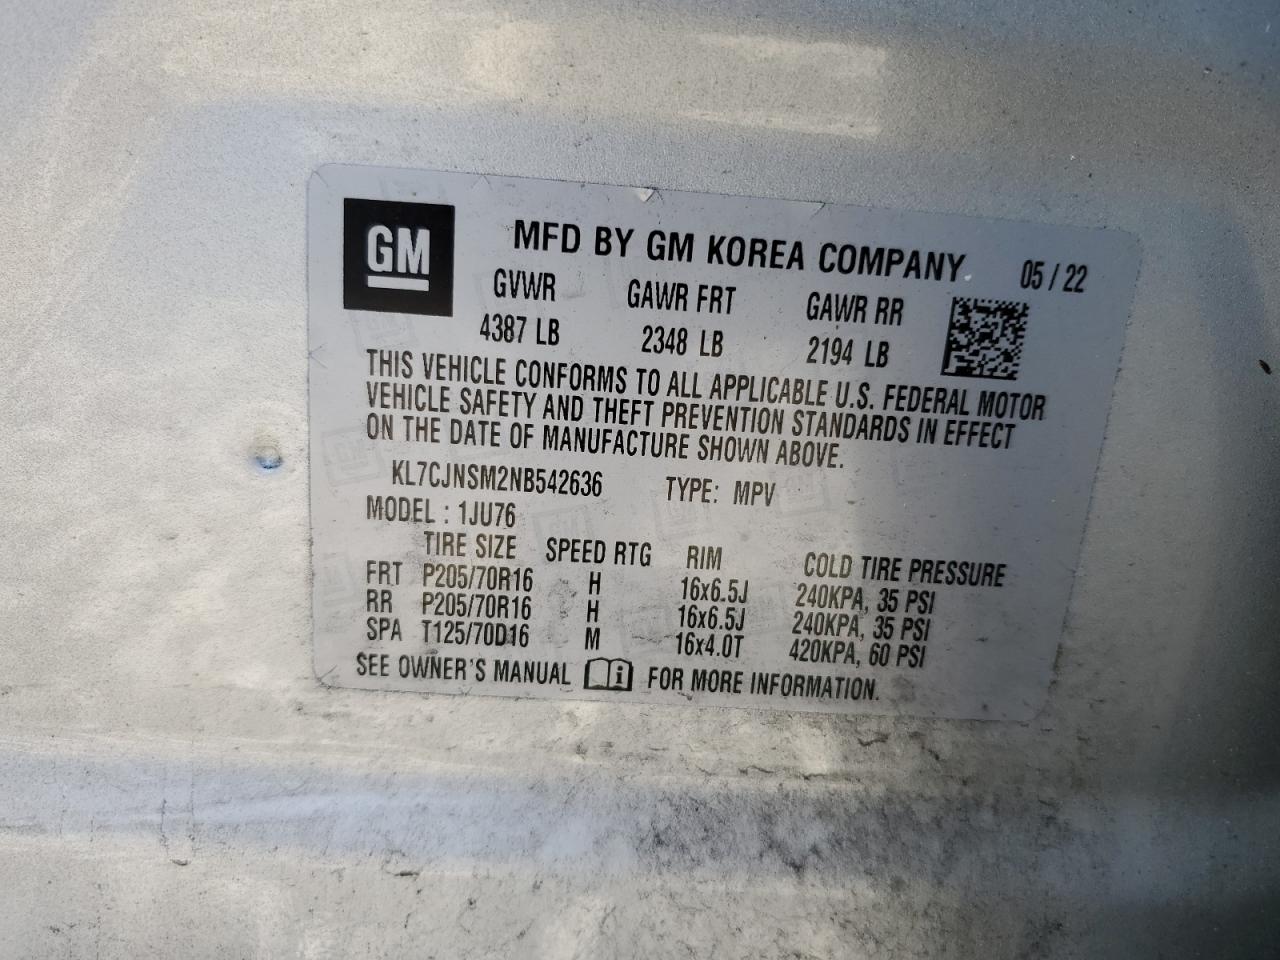 GM
MFD BY GM KOREA COMPANY 05/22
GVWR GAWR FRT GAWR RR
4387 LB 2348 LB 2194 LB
THIS VEHICLE CONFORMS TO ALL APPLICABLE U.S. FEDERAL MOTOR
VEHICLE SAFETY AND THEFT PREVENTION STANDARDS IN EFFECT
ON THE DATE OF MANUFACTURE SHOWN ABOVE.
KL7CJNSM2NB542636 TYPE: MPV
MODEL : 1JU76
TIRE SIZE SPEED RTG RIM COLD TIRE PRESSURE
FRT P205/70R16 H 16x6.5J 240KPA, 35 PSI
RR P205/70R16 H 16x6.5J 240KPA, 35 PSI
SPA T125/70D16 M 16x4.0T 420KPA, 60 PSI
SEE OWNER'S MANUAL i FOR MORE INFORMATION.